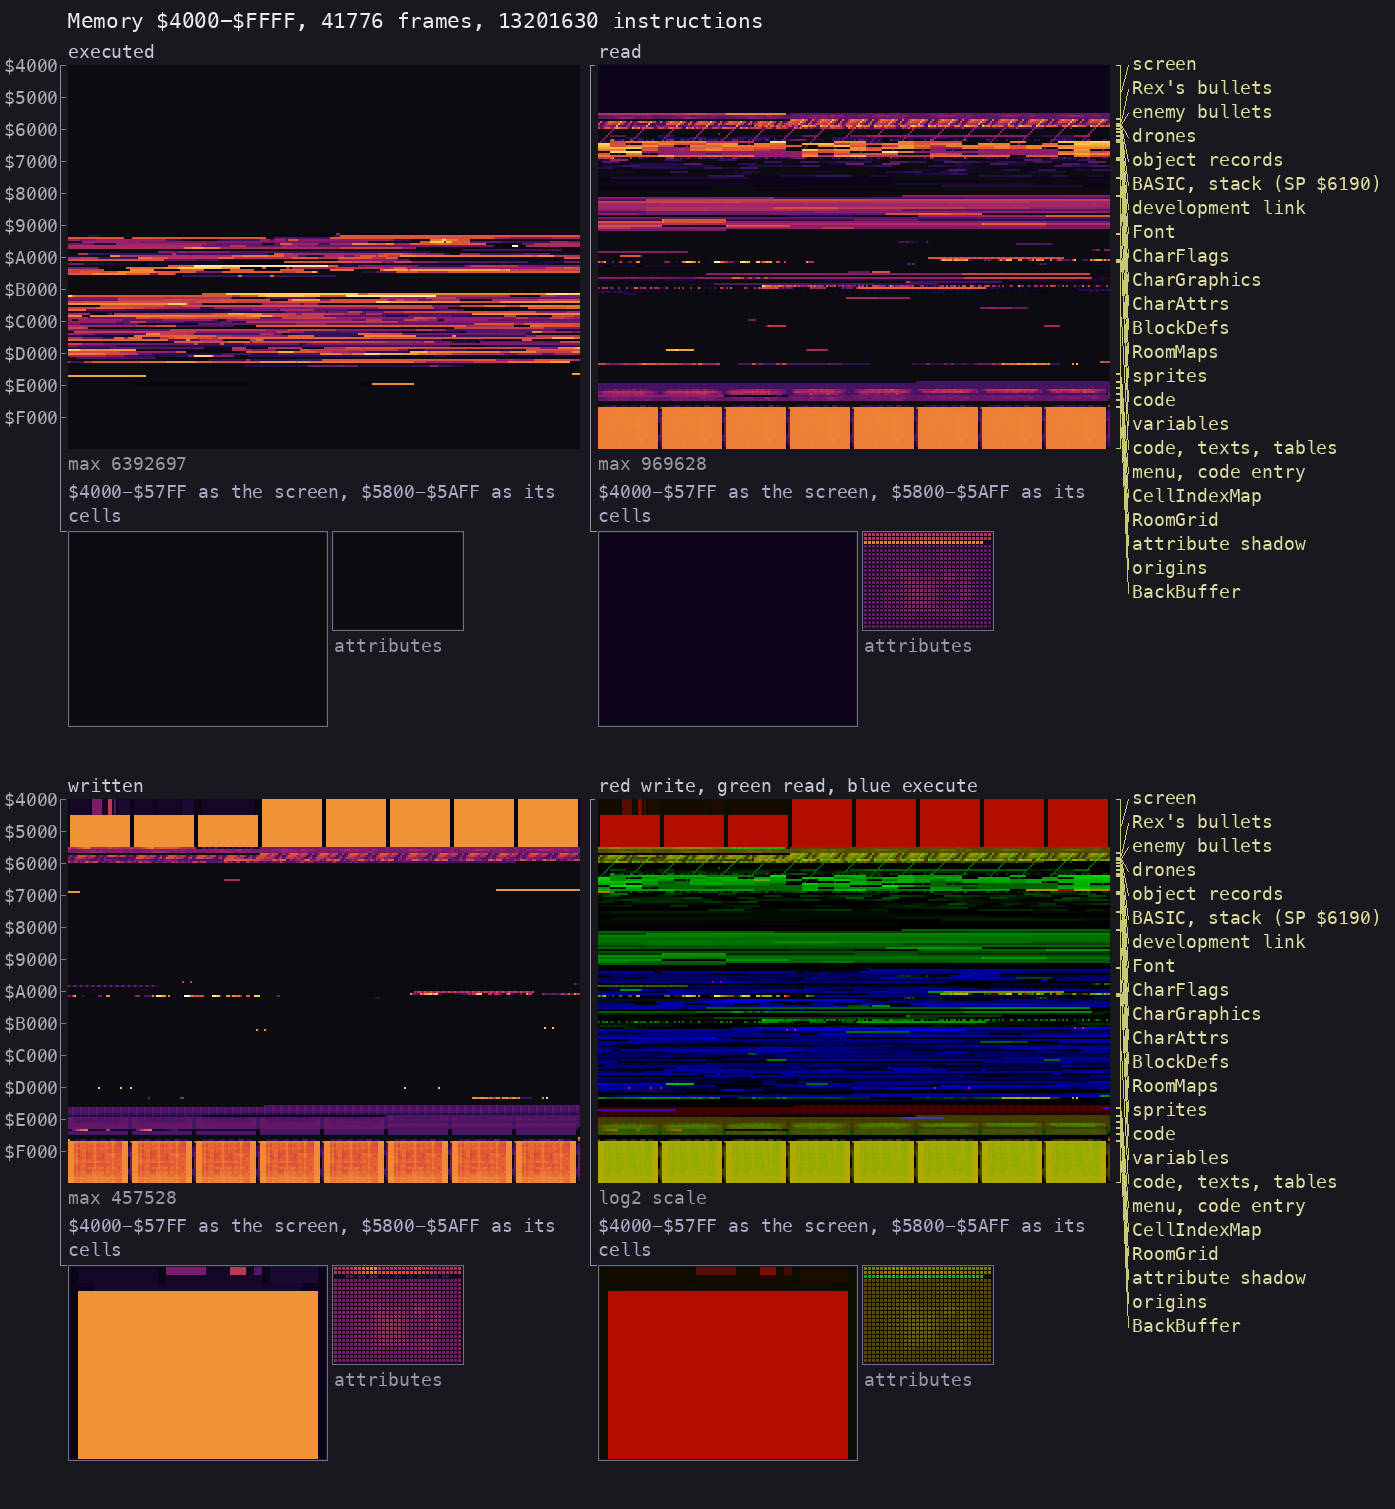 Memory $4000–$FFFF, 41776 frames, 13201630 instructions
executed
read
$4000
$5000
$6000
$7000
$8000
$9000
$A000
$B000
$C000
$D000
$E000
$F000
screen
Rex's bullets
enemy bullets
drones
object records
BASIC, stack (SP $6190)
development link
Font
CharFlags
CharGraphics
CharAttrs
BlockDefs
RoomMaps
sprites
code
variables
code, texts, tables
menu, code entry
CellIndexMap
RoomGrid
attribute shadow
origins
BackBuffer
max 6392697
$4000–$57FF as the screen, $5800–$5AFF as its
cells
attributes
max 969628
$4000–$57FF as the screen, $5800–$5AFF as its
cells
attributes
written
red write, green read, blue execute
$4000
$5000
$6000
$7000
$8000
$9000
$A000
$B000
$C000
$D000
$E000
$F000
screen
Rex's bullets
enemy bullets
drones
object records
BASIC, stack (SP $6190)
development link
Font
CharFlags
CharGraphics
CharAttrs
BlockDefs
RoomMaps
sprites
code
variables
code, texts, tables
menu, code entry
CellIndexMap
RoomGrid
attribute shadow
origins
BackBuffer
max 457528
$4000–$57FF as the screen, $5800–$5AFF as its
cells
attributes
log2 scale
$4000–$57FF as the screen, $5800–$5AFF as its
cells
attributes